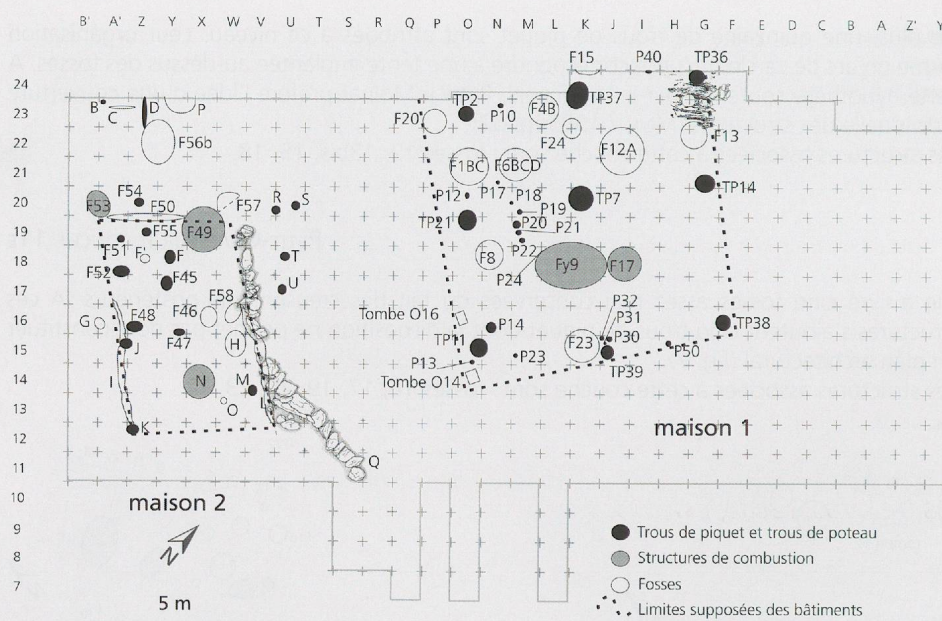 B' A' Z Y X W V U T S R Q P O N M L K J I H G F E D C B A Z' Y'
F15 P40 TP36
24
B D P TP2 P10 F4B TP37
23 C F20
F56b F24 F12A F13
22
21 F1BC F6BCD
F54 P17 TP14
20 F53 F50 F57 R S P12 P18 TP7
F49 TP21 P19
F55 P20 P21
19 F51 F F
F8 P22
18 F52 T Fy9 F17
F45 P24
17 U
F58 P32
F48 F46 Tombe O16 P31
16 G TP38
P14
F47 H TP11 F23 P30
15 J P23 P50
P13 TP39
14 I N M Tombe O14
13 O L
12 K maison 1
11 Q
10 maison 2
9 Trous de piquet et trous de poteau
8 N Structures de combustion
7 Fosses
5 m Limites supposées des bâtiments